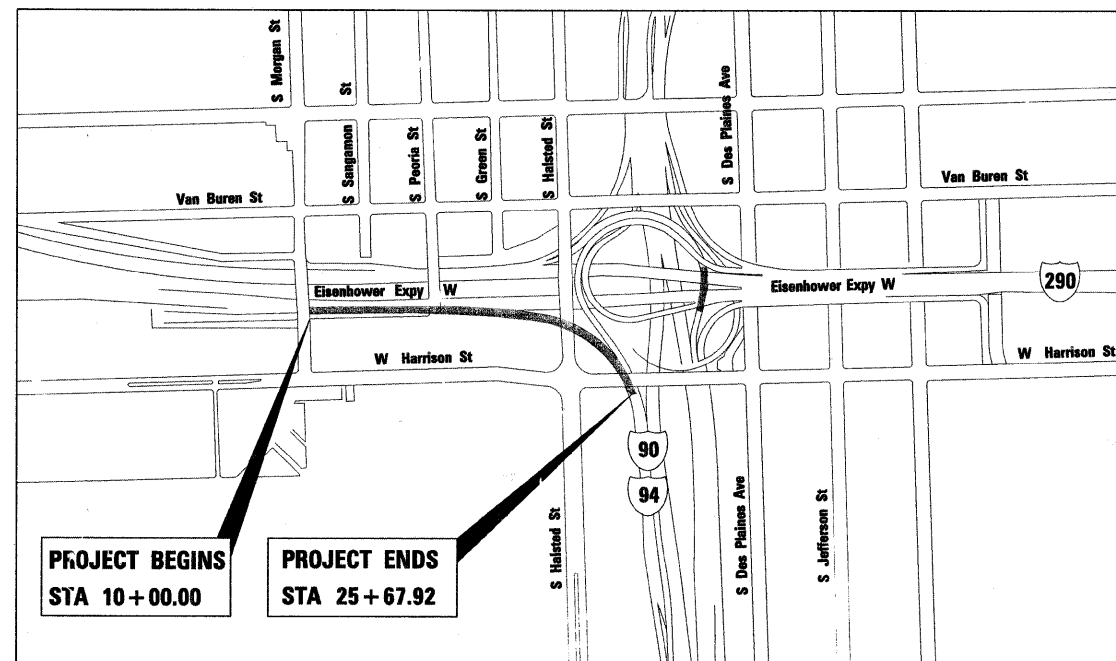 S Morgan St
S Sangamon St
S Peoria St
S Green St
S Halsted St
S Des Plaines Ave
Van Buren St
Van Buren St
Eisenhower Expy W
Eisenhower Expy W
290
W Harrison St
W Harrison St
90
94
S Halsted St
S Des Plaines Ave
S Jefferson St
PROJECT BEGINS
STA 10+00.00
PROJECT ENDS
STA 25+67.92